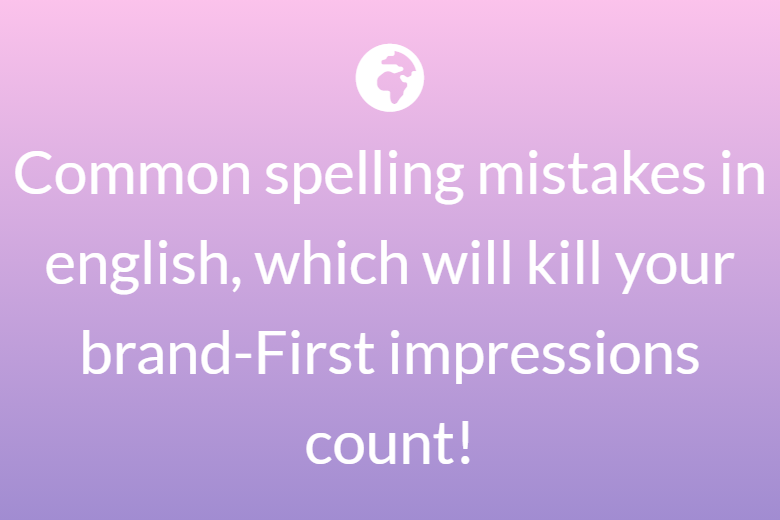 Common spelling mistakes in
english, which will kill your
brand-First impressions
count!